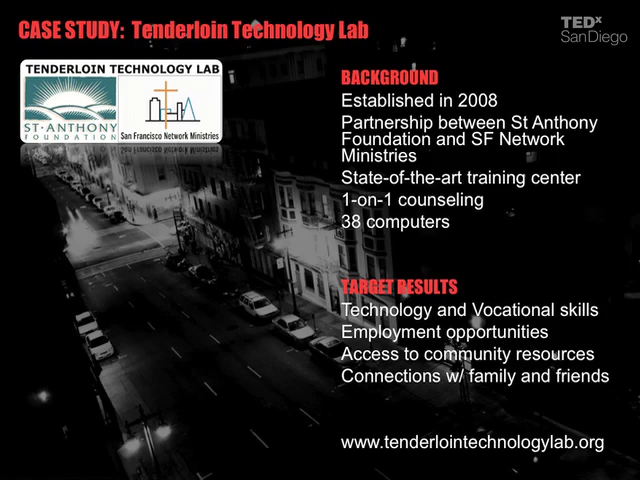 CASE STUDY: Tenderloin Technology Lab
TEDx
SanDiego
TENDERLOIN TECHNOLOGY LAB
ST·ANTHONY
FOUNDATION
San Francisco Network Ministries
BACKGROUND
Established in 2008
Partnership between St Anthony
Foundation and SF Network
Ministries
State-of-the-art training center
1-on-1 counseling
38 computers
TARGET RESULTS
Technology and Vocational skills
Employment opportunities
Access to community resources
Connections w/ family and friends
www.tenderlointechnologylab.org